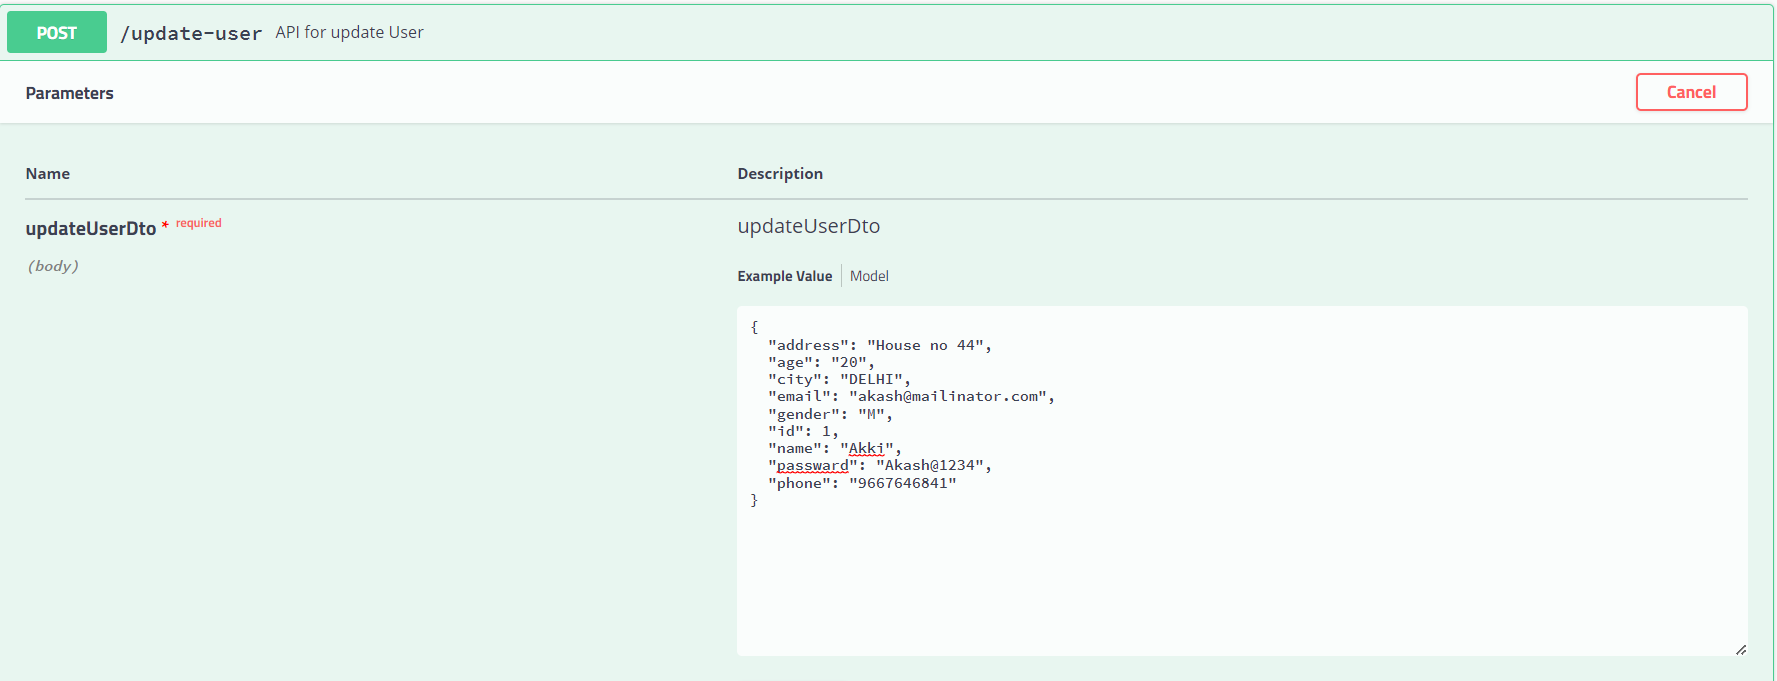 POST /update-user API for update User
Parameters
Cancel
Name Description
updateUserDto * required
(body)
updateUserDto
Example Value Model
{
  "address": "House no 44",
  "age": "20",
  "city": "DELHI",
  "email": "akash@mailinator.com",
  "gender": "M",
  "id": 1,
  "name": "Akki",
  "passward": "Akash@1234",
  "phone": "9667646841"
}